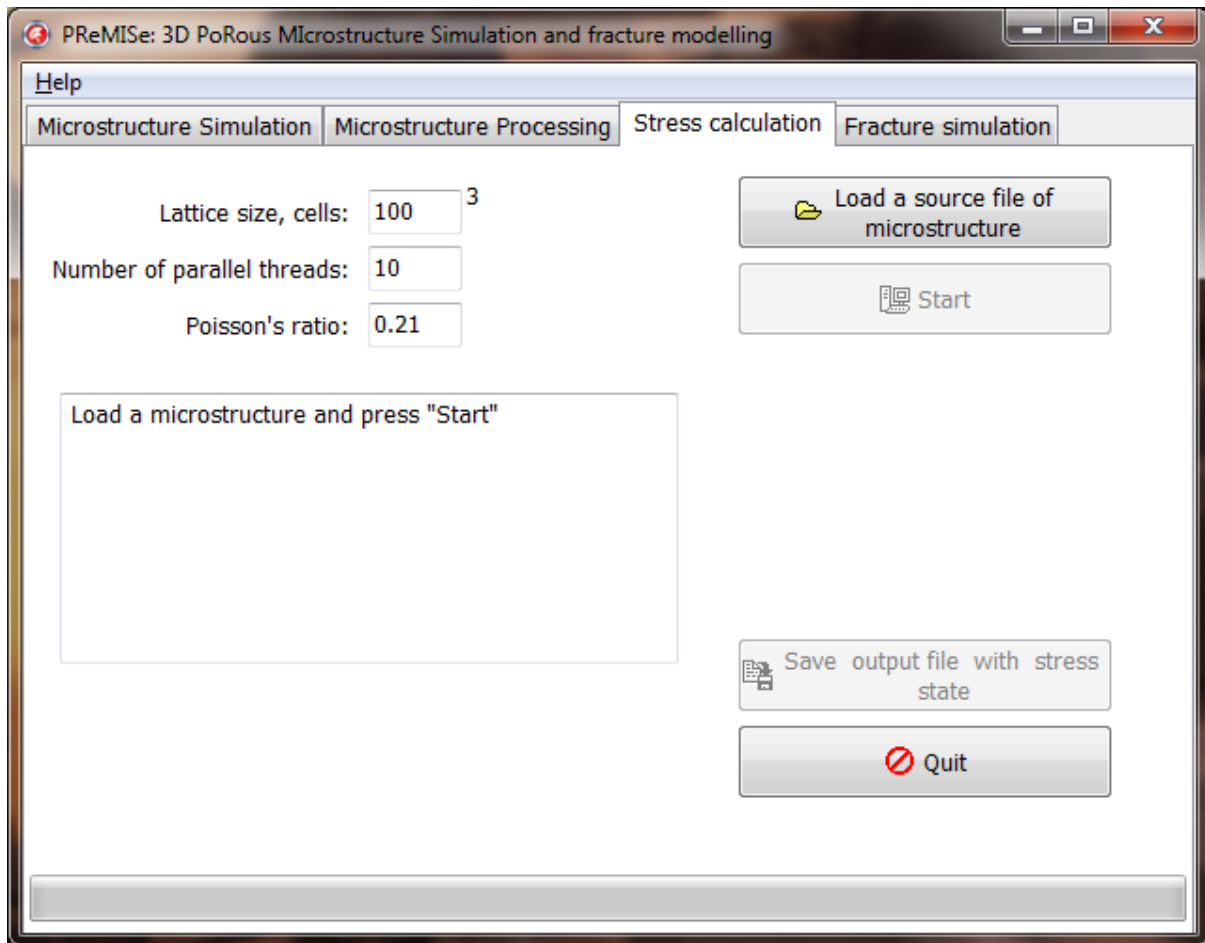 PReMISe: 3D PoRous MIcrostructure Simulation and fracture modelling
Help
Microstructure Simulation
Microstructure Processing
Stress calculation
Fracture simulation
Lattice size, cells: 100 3
Number of parallel threads: 10
Poisson's ratio: 0.21
Load a source file of
microstructure
Start
Load a microstructure and press "Start"
Save output file with stress
state
Quit